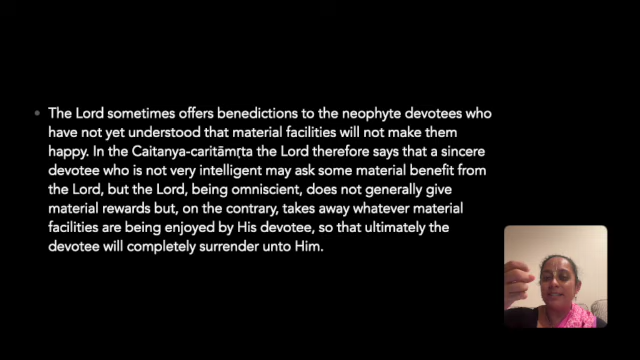 The Lord sometimes offers benedictions to the neophyte devotees who
have not yet understood that material facilities will not make them
happy. In the Caitanya-caritāmṛta the Lord therefore says that a sincere
devotee who is not very intelligent may ask some material benefit from
the Lord, but the Lord, being omniscient, does not generally give
material rewards but, on the contrary, takes away whatever material
facilities are being enjoyed by His devotee, so that ultimately the
devotee will completely surrender unto Him.